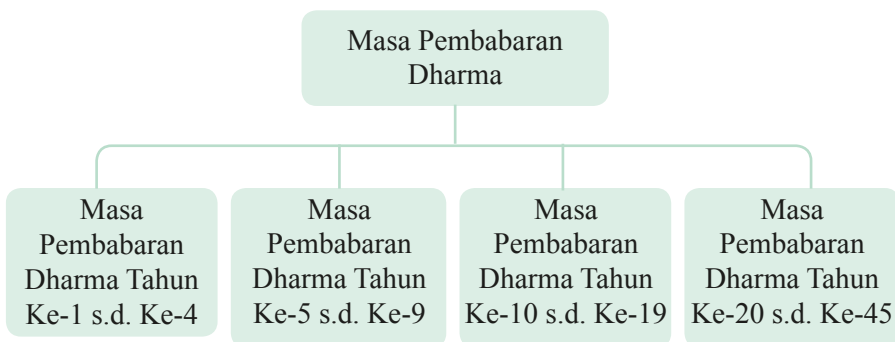 Masa Pembabaran
Dharma
Masa
Pembabaran
Dharma Tahun
Ke-1 s.d. Ke-4
Masa
Pembabaran
Dharma Tahun
Ke-5 s.d. Ke-9
Masa
Pembabaran
Dharma Tahun
Ke-10 s.d. Ke-19
Masa
Pembabaran
Dharma Tahun
Ke-20 s.d. Ke-45